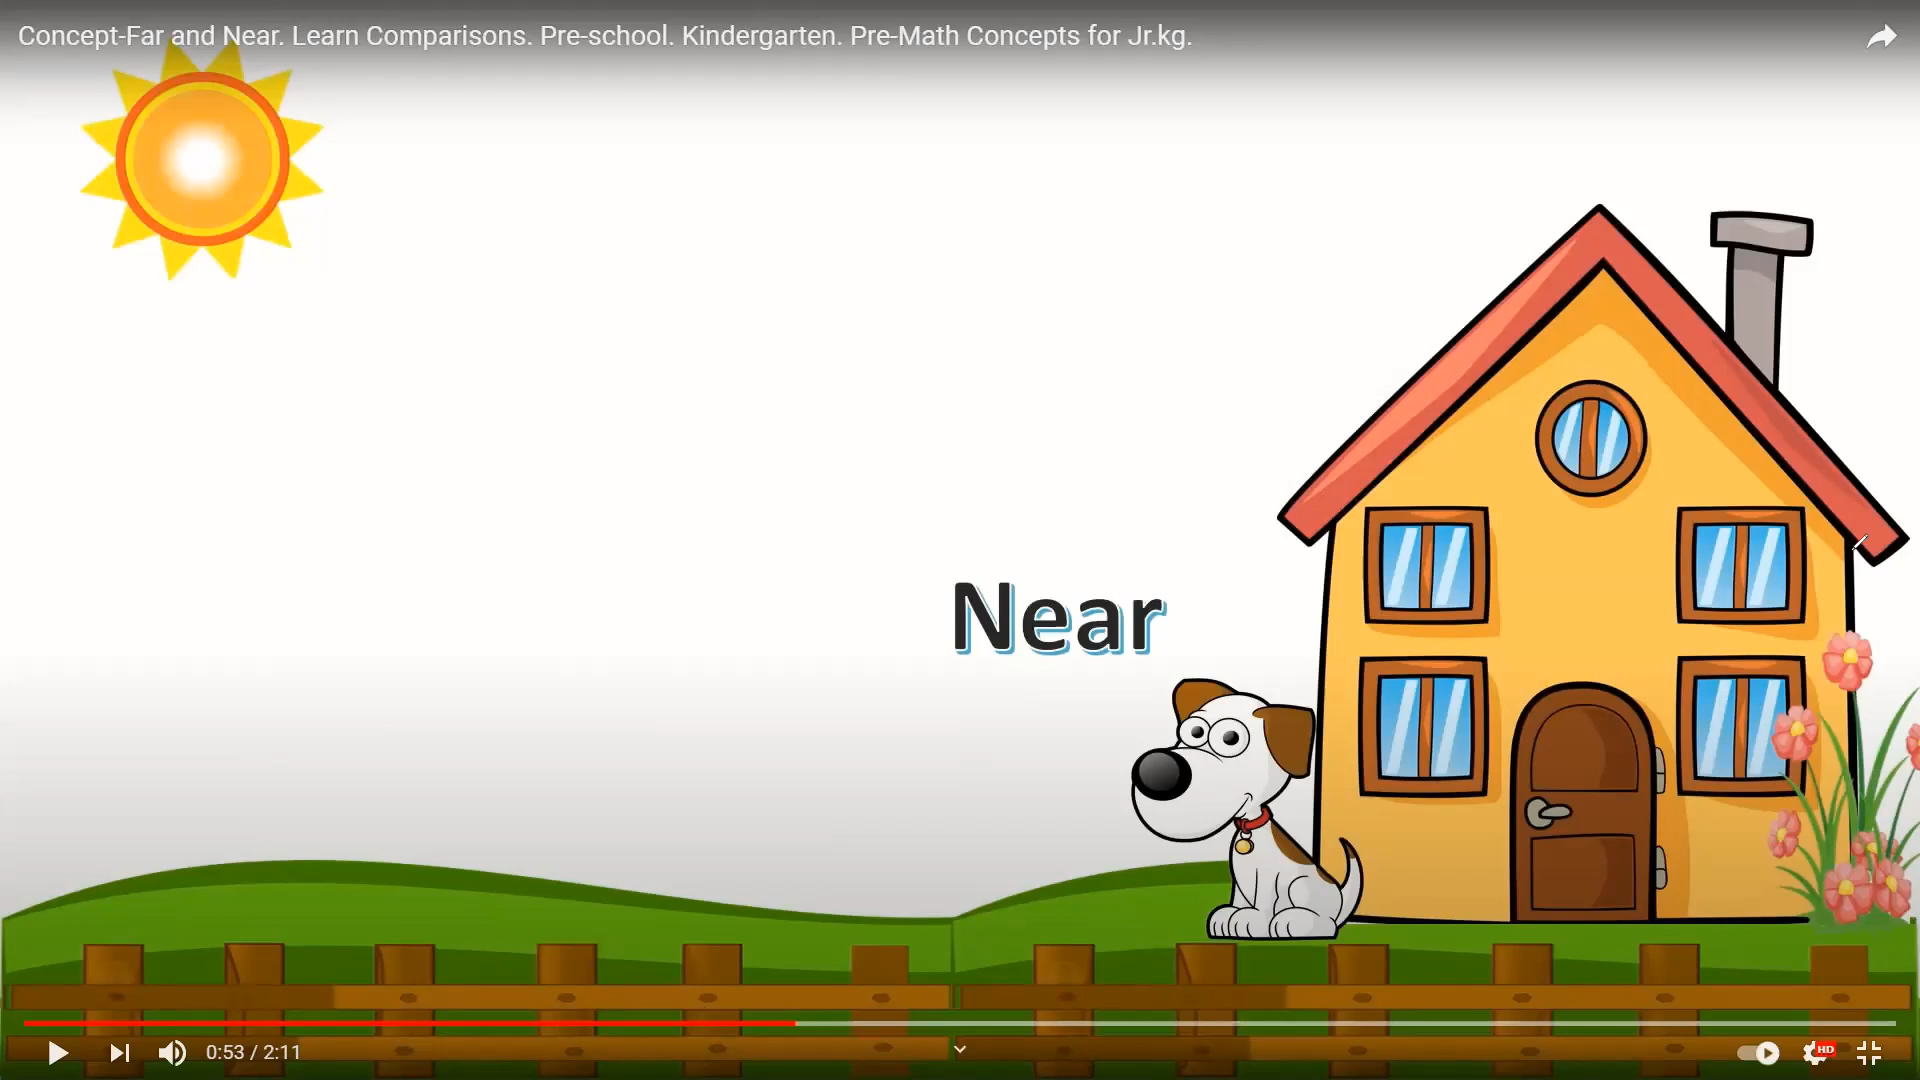 Concept-Far and Near. Learn Comparisons. Pre-school. Kindergarten. Pre-Math Concepts for Jr.kg.
Near
0:53 / 2:11
HD